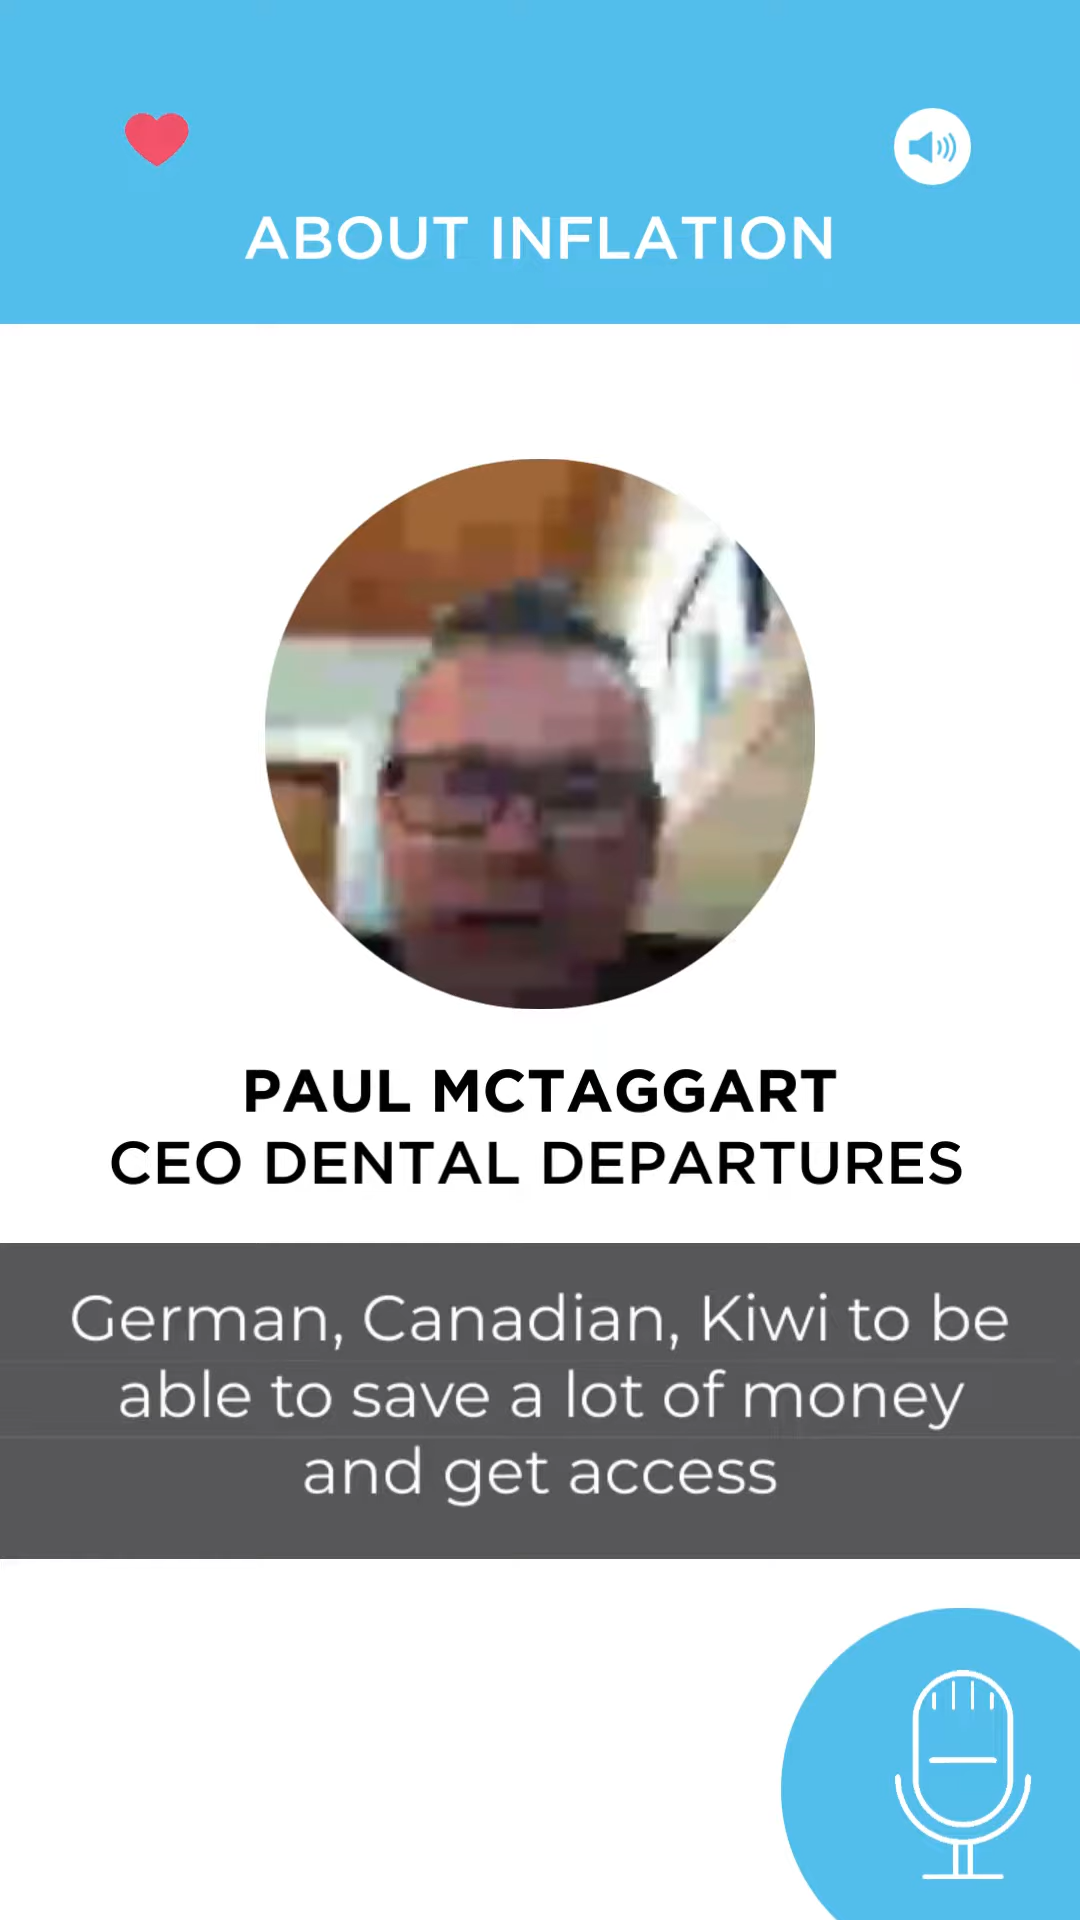 ABOUT INFLATION
PAUL MCTAGGART
CEO DENTAL DEPARTURES
German, Canadian, Kiwi to be
able to save a lot of money
and get access